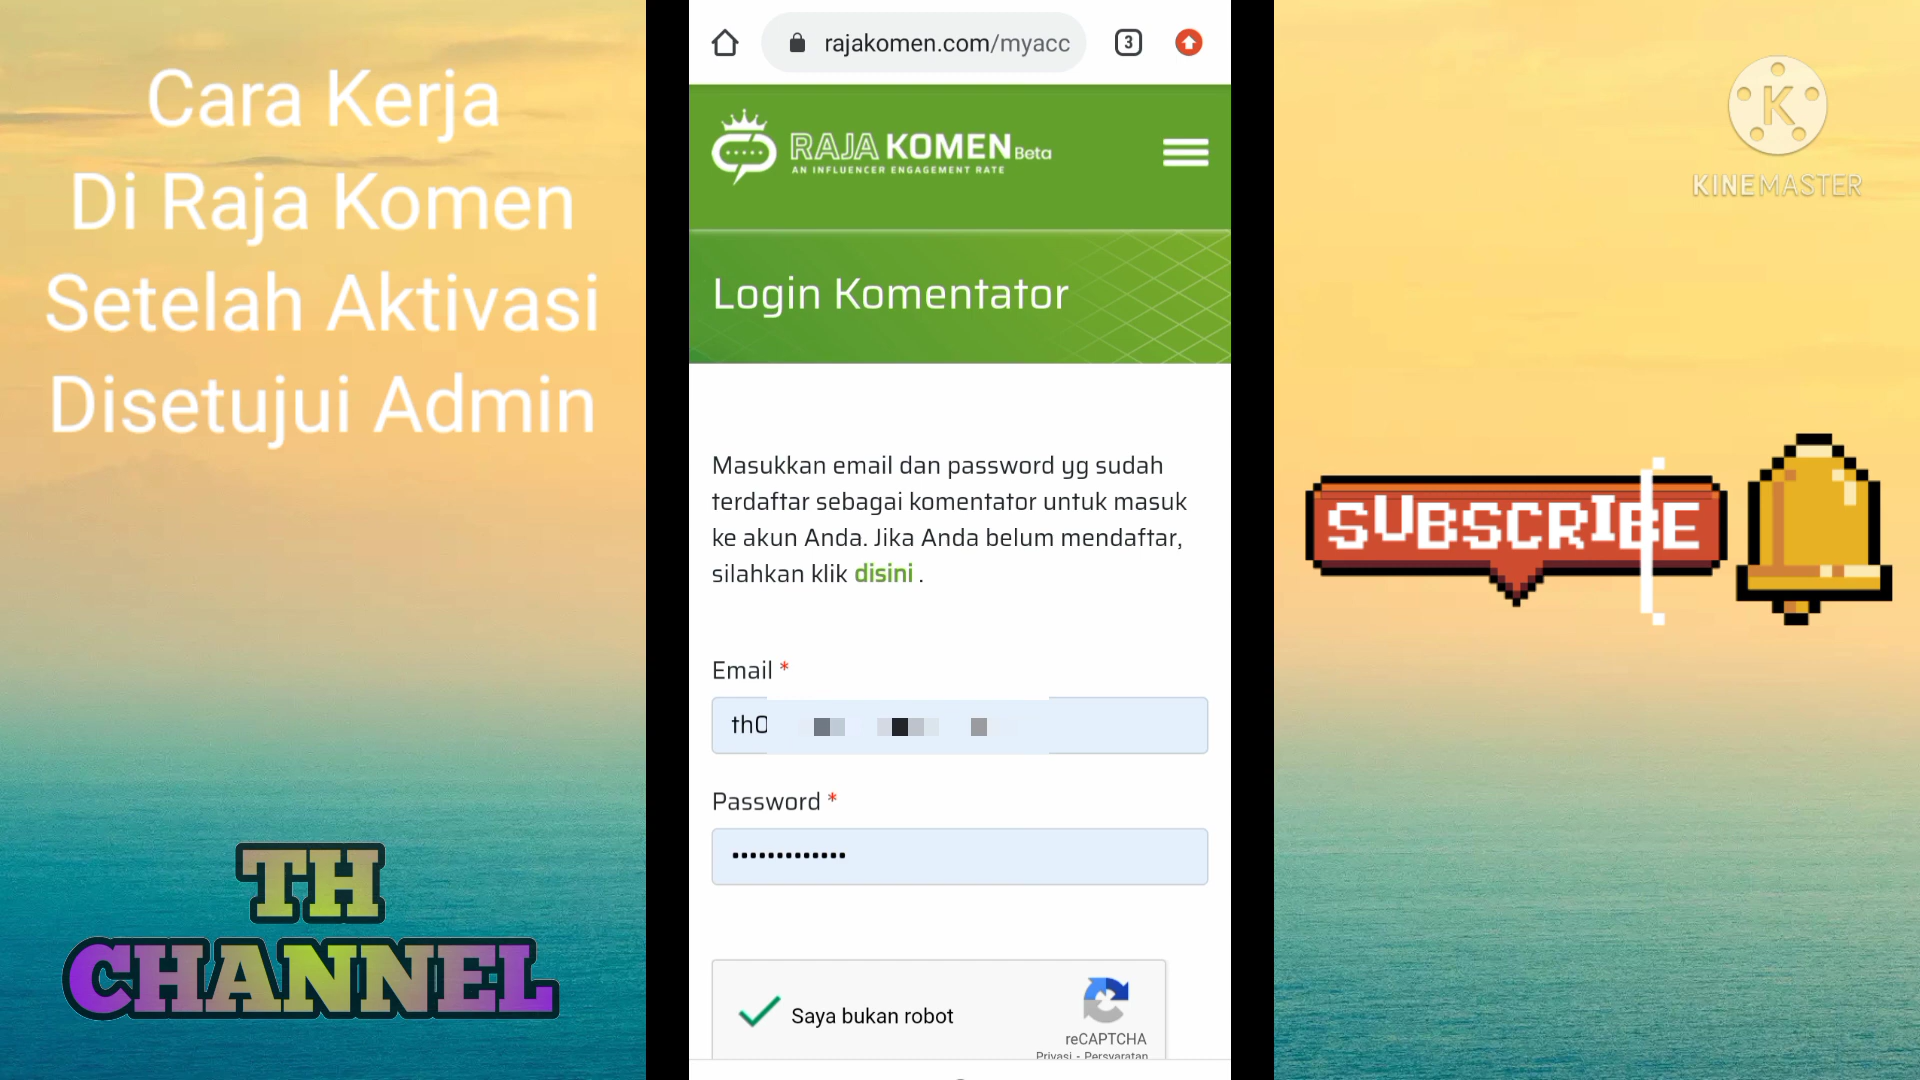 Cara Kerja
Di Raja Komen
Setelah Aktivasi
Disetujui Admin
TH
CHANNEL
rajakomen.com/myacc
3
RAJA KOMEN Beta
AN INFLUENCER ENGAGEMENT RATE
Login Komentator
Masukkan email dan password yg sudah
terdaftar sebagai komentator untuk masuk
ke akun Anda. Jika Anda belum mendaftar,
silahkan klik disini .
Email *
th0
Password *
Saya bukan robot
reCAPTCHA
Privasi - Persyaratan
K
KINEMASTER
SUBSCRIBE